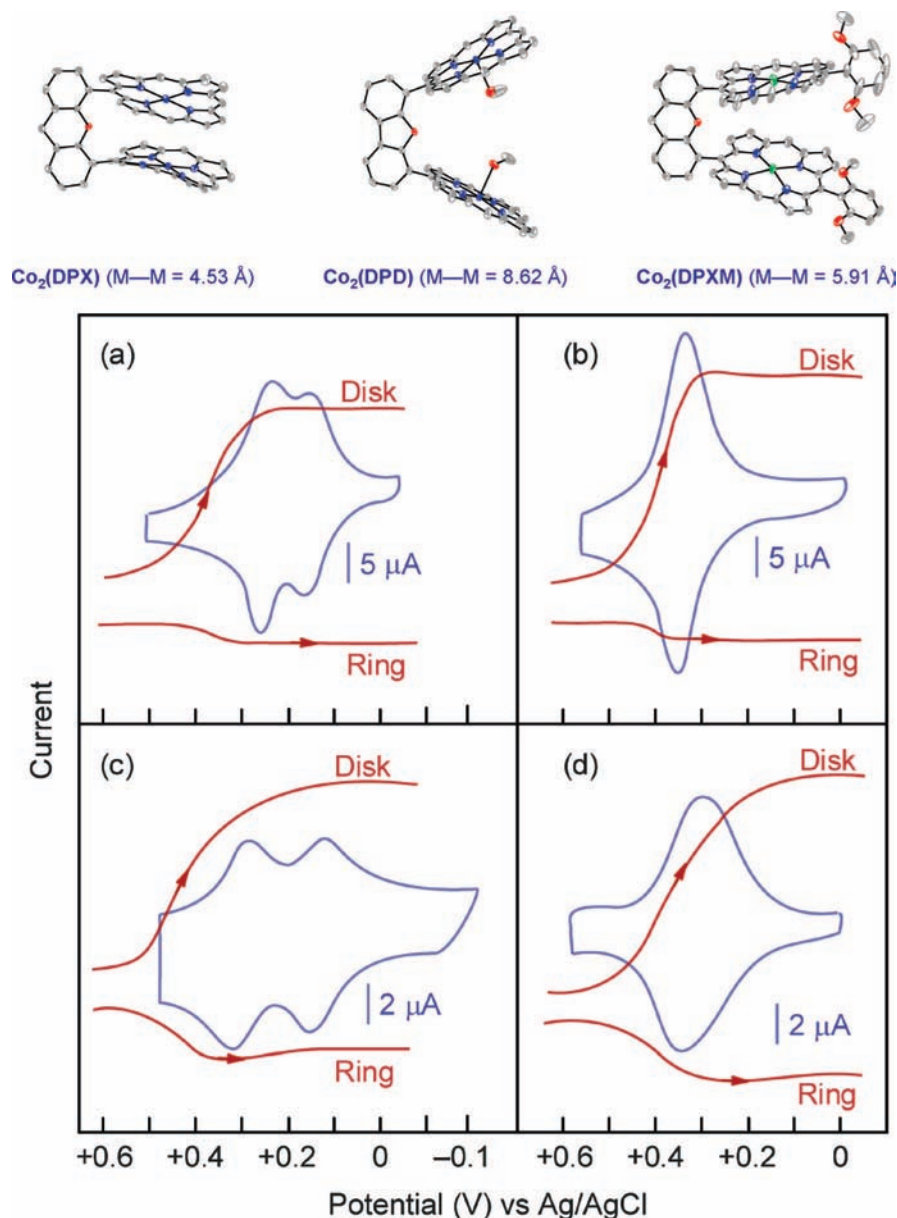 Co₂(DPX) (M—M = 4.53 Å)
Co₂(DPD) (M—M = 8.62 Å)
Co₂(DPXM) (M—M = 5.91 Å)
(a)
Disk
5 μA
Ring
(b)
Disk
5 μA
Ring
(c)
Disk
2 μA
Ring
(d)
Disk
2 μA
Ring
Current
+0.6 +0.4 +0.2 0 –0.1
+0.6 +0.4 +0.2 0
Potential (V) vs Ag/AgCl